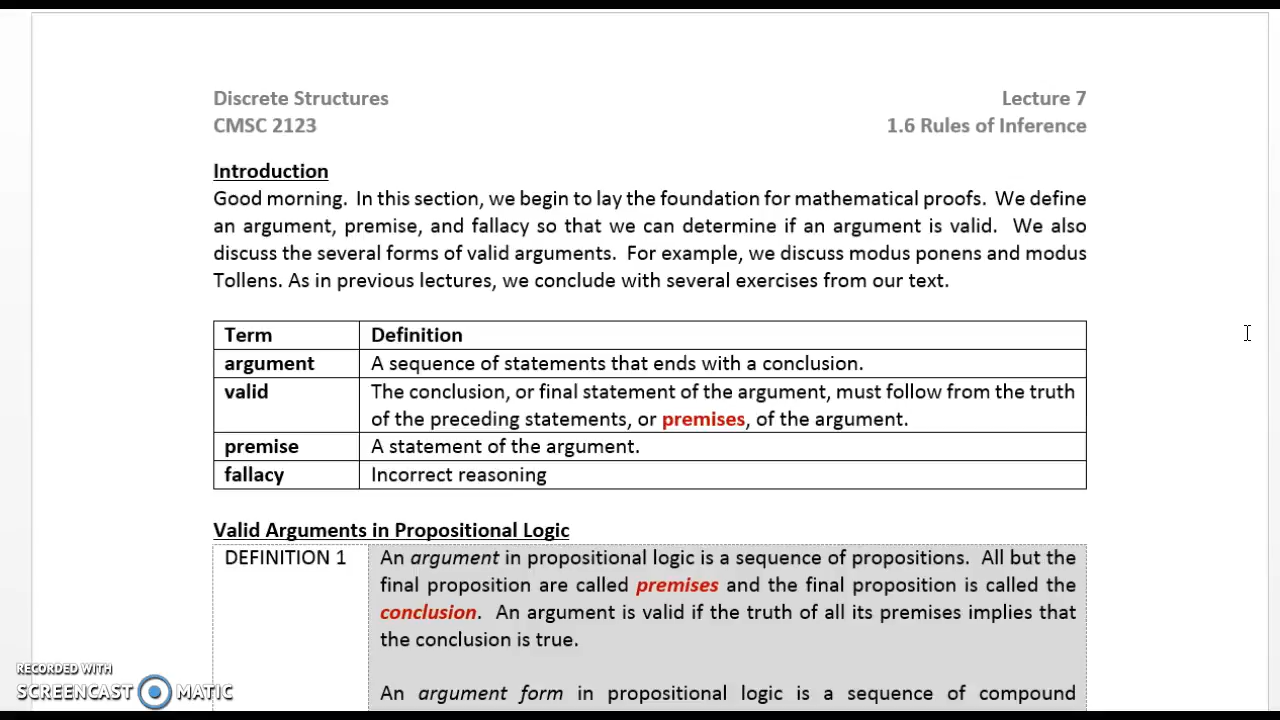 Discrete Structures Lecture 7
CMSC 2123 1.6 Rules of Inference
Introduction
Good morning. In this section, we begin to lay the foundation for mathematical proofs. We define
an argument, premise, and fallacy so that we can determine if an argument is valid. We also
discuss the several forms of valid arguments. For example, we discuss modus ponens and modus
Tollens. As in previous lectures, we conclude with several exercises from our text.
Term Definition
argument A sequence of statements that ends with a conclusion.
valid The conclusion, or final statement of the argument, must follow from the truth
of the preceding statements, or premises, of the argument.
premise A statement of the argument.
fallacy Incorrect reasoning
Valid Arguments in Propositional Logic
DEFINITION 1 An argument in propositional logic is a sequence of propositions. All but the
final proposition are called premises and the final proposition is called the
conclusion. An argument is valid if the truth of all its premises implies that
the conclusion is true.
An argument form in propositional logic is a sequence of compound
RECORDED WITH
SCREENCAST MATIC